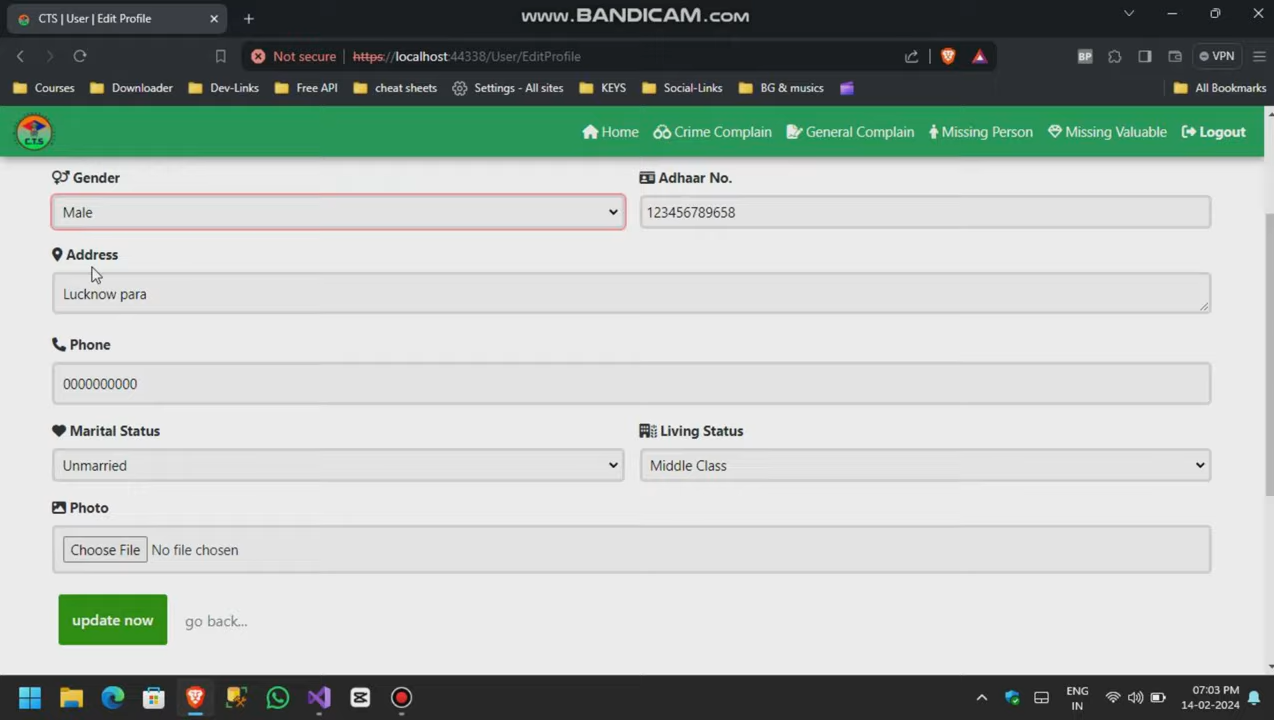 CTS | User | Edit Profile
www.BANDICAM.com
Not secure
https://localhost:44338/User/EditProfile
BP
VPN
Courses
Downloader
Dev-Links
Free API
cheat sheets
Settings - All sites
KEYS
Social-Links
BG & musics
All Bookmarks
C.T.S
Home
Crime Complain
General Complain
Missing Person
Missing Valuable
Logout
Gender
Adhaar No.
Male
123456789658
Address
Lucknow para
Phone
0000000000
Marital Status
Living Status
Unmarried
Middle Class
Photo
Choose File No file chosen
update now
go back...
ENG
IN
07:03 PM
14-02-2024